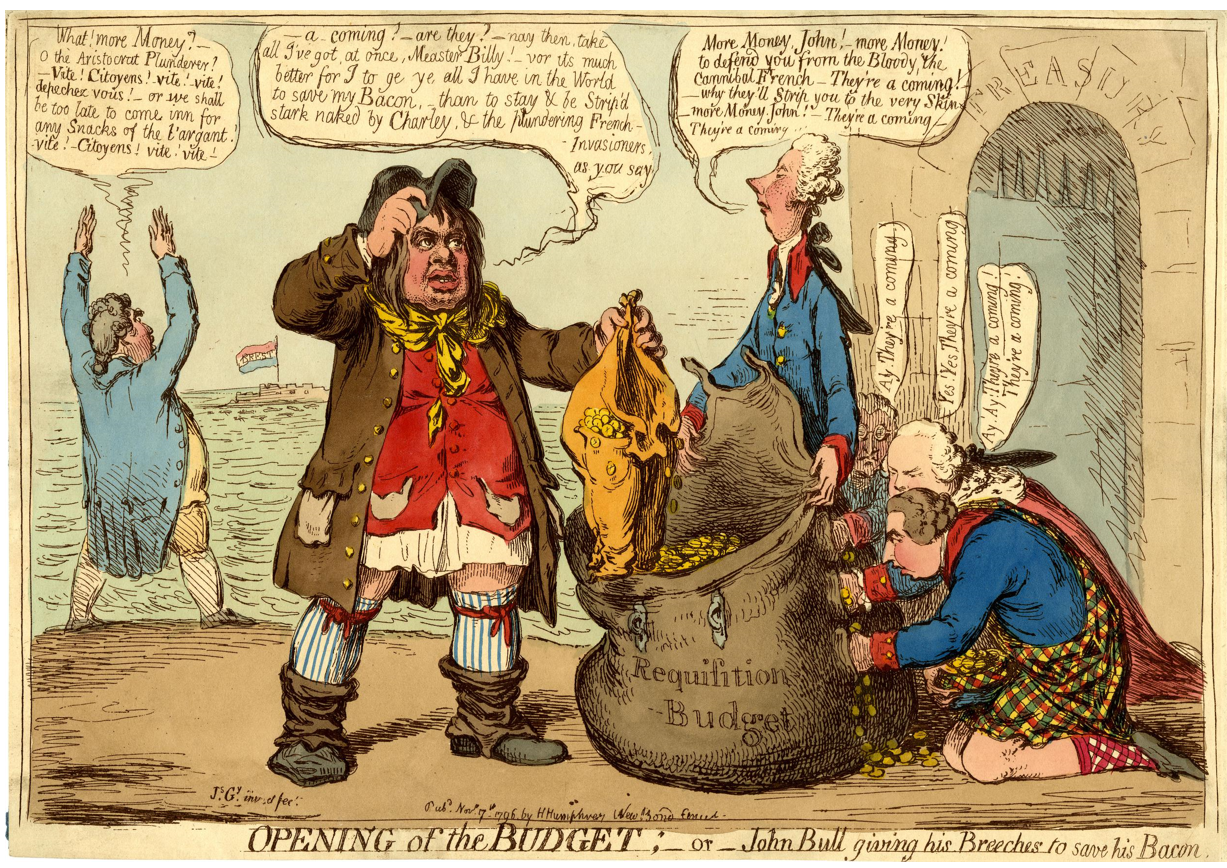 What! more Money?—
O the Aristocrat Plunderer!
—Vite! Citoyens! vite! vite!
depechez vous!—or we shall
be too late to come inn for
any Snacks of the l'argant!
vite!—Citoyens! vite! vite!—
—a coming?—are they?—nay then, take
all I've got, at once, Measter Billy!—vor its much
better for I to ge ye all I have in the World
to save my Bacon,—than to stay & be Strip'd
stark naked by Charley, & the plundering French
Invasioners,
as you say
More Money, John!—more Money!
to defend you from the Bloody, the
Cannibal French—They're a coming!
—why they'll Strip you to the very Skin
—more Money. John!—They're a coming—
They're a coming
TREASURY
Ay They're a coming
Yes Yes They're a coming
Ay Ay They're a coming!
They're a coming!
BREST
Requisition
Budget
Js. Gy. invd. fect.
Pubd. Novr. 17th. 1796. by H Humphrey New Bond Street.
OPENING of the BUDGET;—or—John Bull giving his Breeches to save his Bacon.